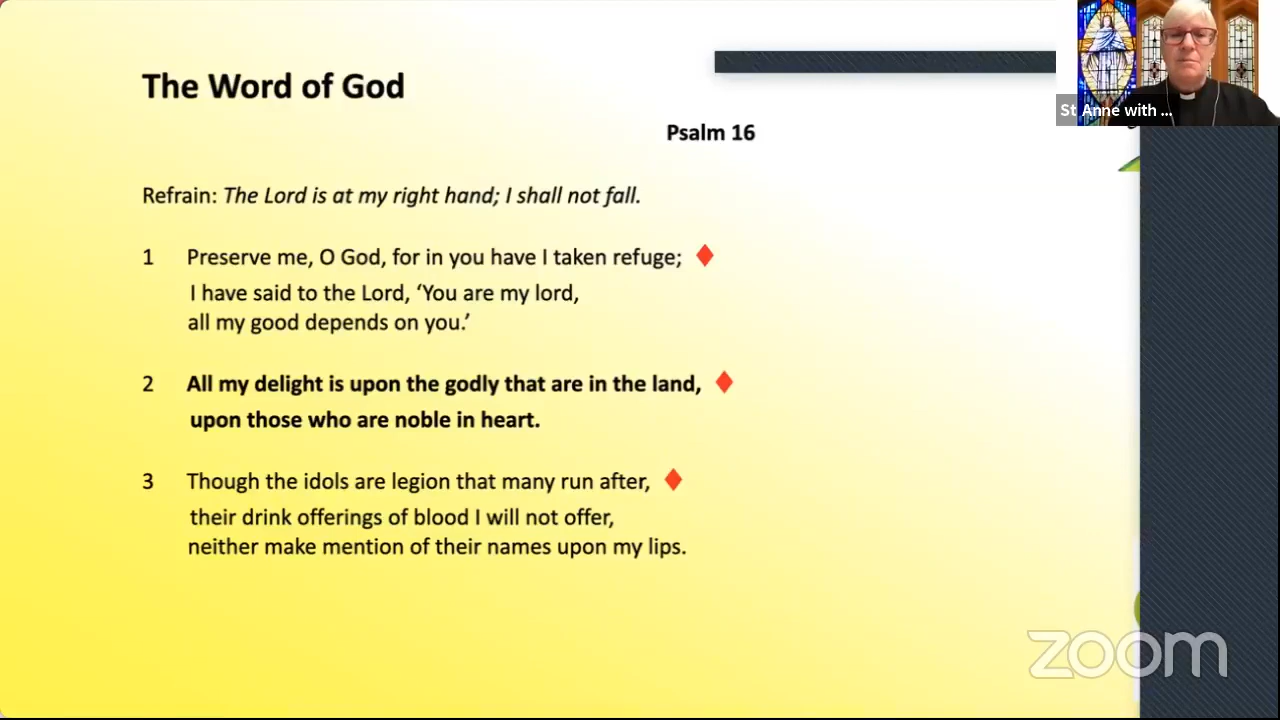 The Word of God
St Anne with ...
Psalm 16
Refrain: The Lord is at my right hand; I shall not fall.
1 Preserve me, O God, for in you have I taken refuge; ♦
I have said to the Lord, ‘You are my lord,
all my good depends on you.’
2 All my delight is upon the godly that are in the land, ♦
upon those who are noble in heart.
3 Though the idols are legion that many run after, ♦
their drink offerings of blood I will not offer,
neither make mention of their names upon my lips.
zoom